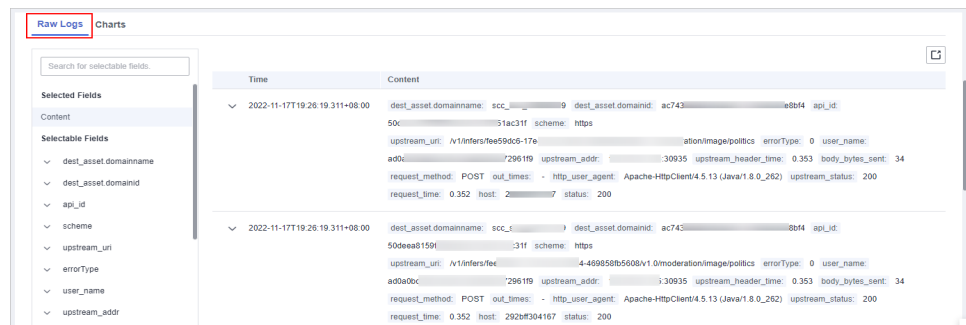 Raw Logs Charts
Search for selectable fields.
Selected Fields
Content
Selectable Fields
dest_asset.domainname
dest_asset.domainid
api_id
scheme
upstream_uri
errorType
user_name
upstream_addr
Time Content
2022-11-17T19:26:19.311+08:00 dest_asset.domainname: scc_ 9 dest_asset.domainid: ac743 e8bf4 api_id:
50c 51ac31f scheme: https
upstream_uri: /v1/infers/fee59dc6-17e ation/image/politics errorType: 0 user_name:
ad0a 72961f9 upstream_addr: :30935 upstream_header_time: 0.353 body_bytes_sent: 34
request_method: POST out_times: - http_user_agent: Apache-HttpClient/4.5.13 (Java/1.8.0_262) upstream_status: 200
request_time: 0.352 host: 2 7 status: 200
2022-11-17T19:26:19.311+08:00 dest_asset.domainname: scc_s dest_asset.domainid: ac743 8bf4 api_id:
50deea8159f 31f scheme: https
upstream_uri: /v1/infers/fee 4-469858fb5608/v1.0/moderation/image/politics errorType: 0 user_name:
ad0a0bc 2961f9 upstream_addr: :30935 upstream_header_time: 0.353 body_bytes_sent: 34
request_method: POST out_times: - http_user_agent: Apache-HttpClient/4.5.13 (Java/1.8.0_262) upstream_status: 200
request_time: 0.352 host: 292bff304167 status: 200